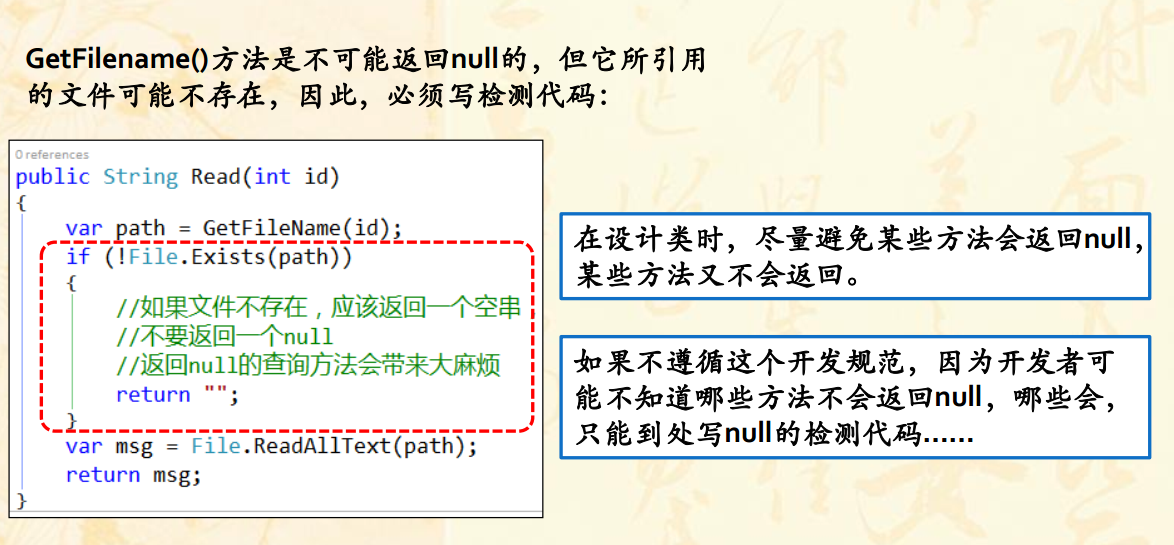 GetFilename()方法是不可能返回null的，但它所引用
的文件可能不存在，因此，必须写检测代码：
0 references
public String Read(int id)
{
var path = GetFileName(id);
if (!File.Exists(path))
{
//如果文件不存在，应该返回一个空串
//不要返回一个null
//返回null的查询方法会带来大麻烦
return "";
}
var msg = File.ReadAllText(path);
return msg;
}
在设计类时，尽量避免某些方法会返回null，
某些方法又不会返回。
如果不遵循这个开发规范，因为开发者可
能不知道哪些方法不会返回null，哪些会，
只能到处写null的检测代码……